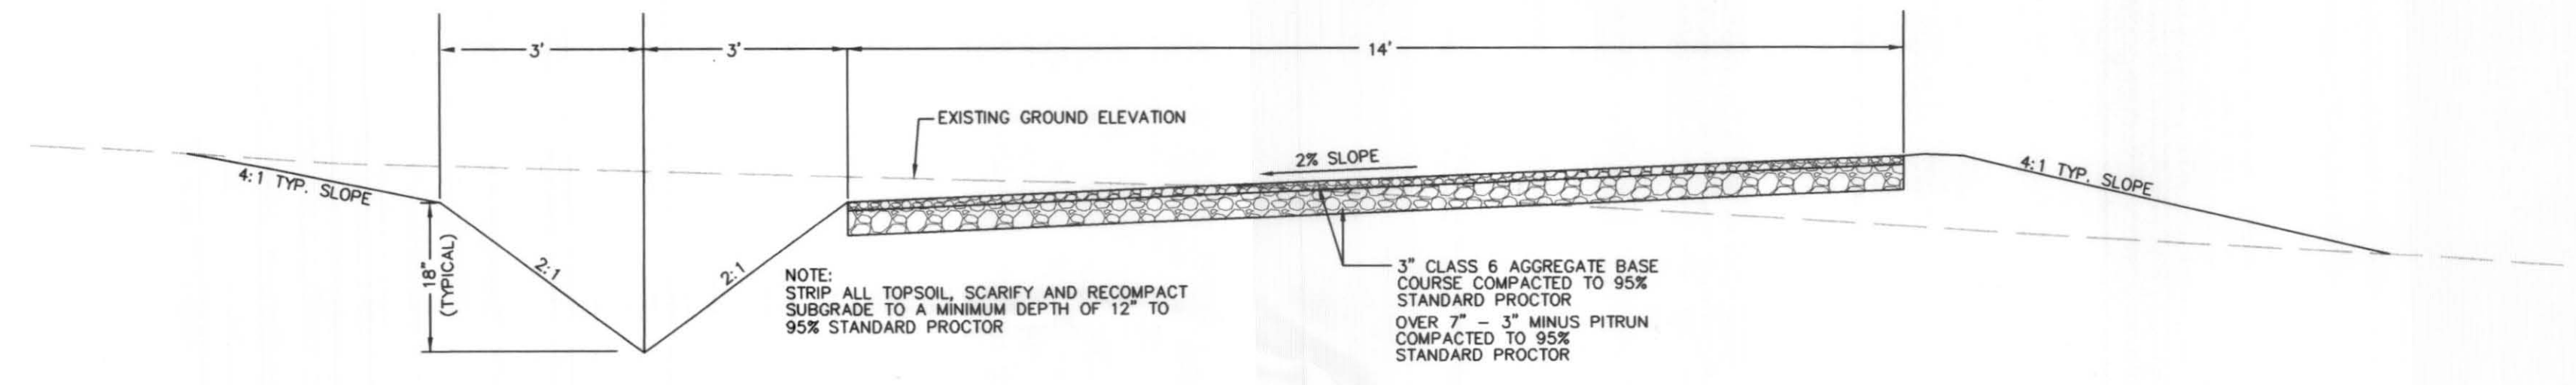 3'
3'
14'
EXISTING GROUND ELEVATION
2% SLOPE
4:1 TYP. SLOPE
4:1 TYP. SLOPE
18"
(TYPICAL)
2:1
2:1
NOTE:
STRIP ALL TOPSOIL, SCARIFY AND RECOMPACT
SUBGRADE TO A MINIMUM DEPTH OF 12" TO
95% STANDARD PROCTOR
3" CLASS 6 AGGREGATE BASE
COURSE COMPACTED TO 95%
STANDARD PROCTOR
OVER 7" - 3" MINUS PITRUN
COMPACTED TO 95%
STANDARD PROCTOR